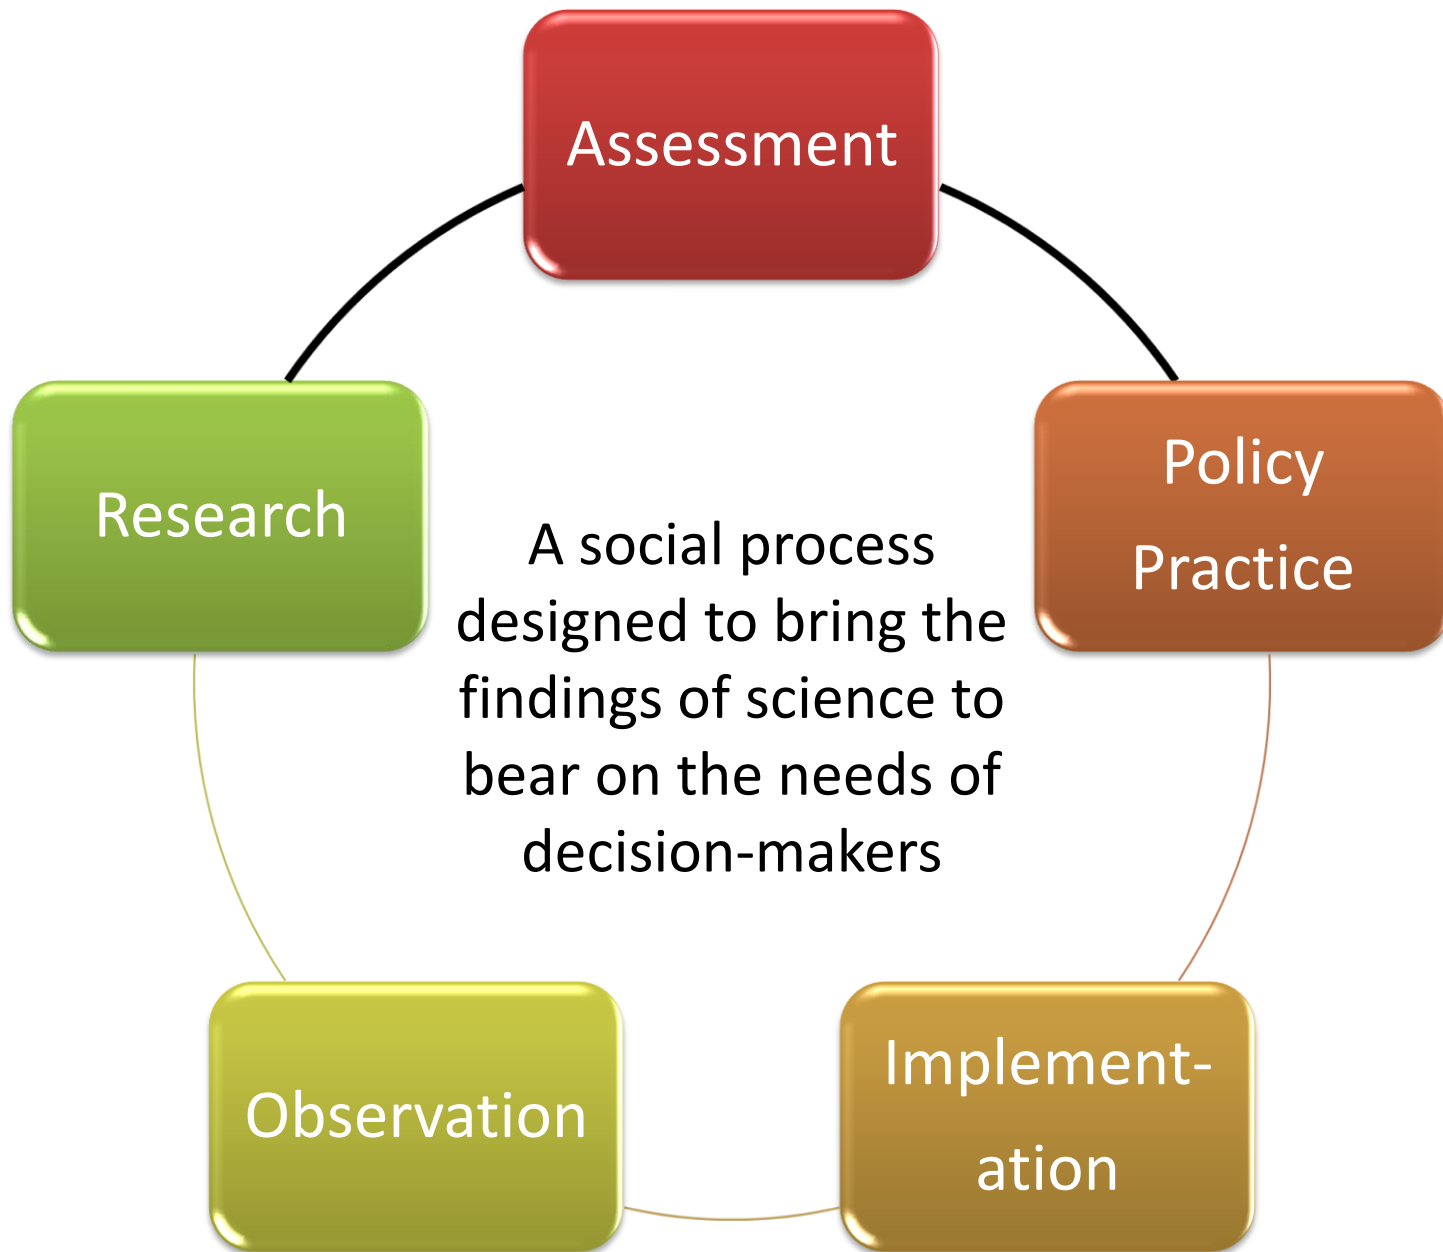 Assessment
Research
Policy
Practice
A social process
designed to bring the
findings of science to
bear on the needs of
decision-makers
Observation
Implement-
ation